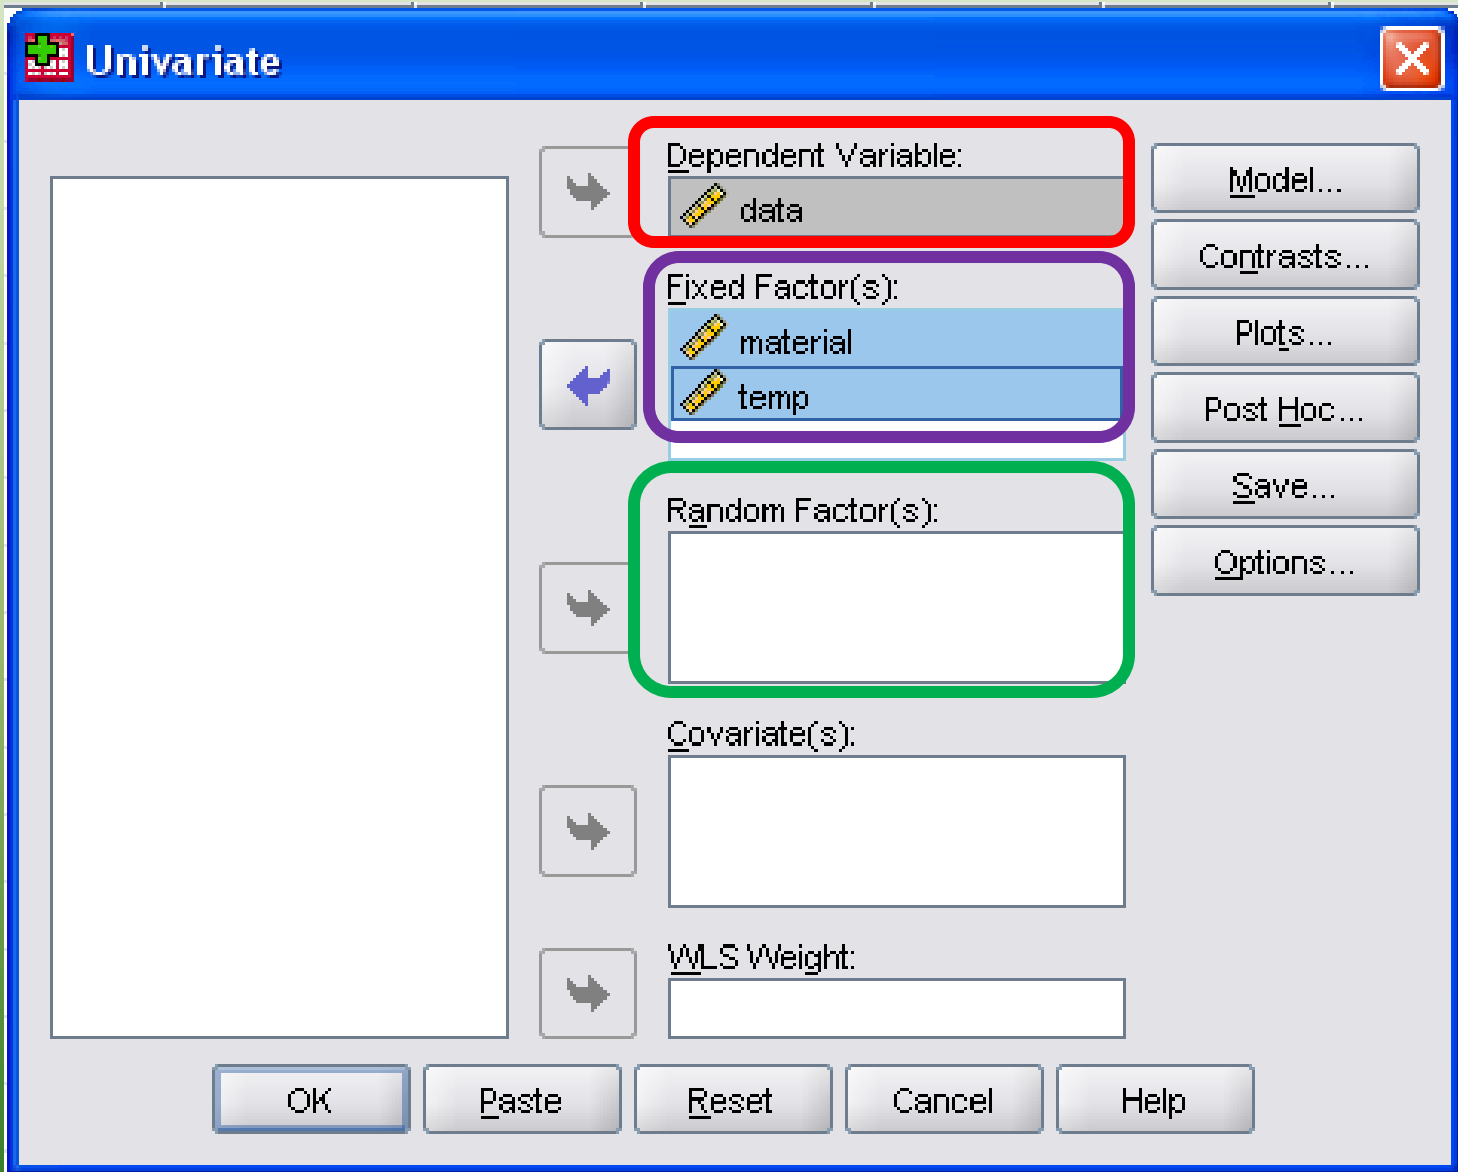 Univariate
Dependent Variable:
data
Fixed Factor(s):
material
temp
Random Factor(s):
Covariate(s):
WLS Weight:
Model...
Contrasts...
Plots...
Post Hoc...
Save...
Options...
OK
Paste
Reset
Cancel
Help